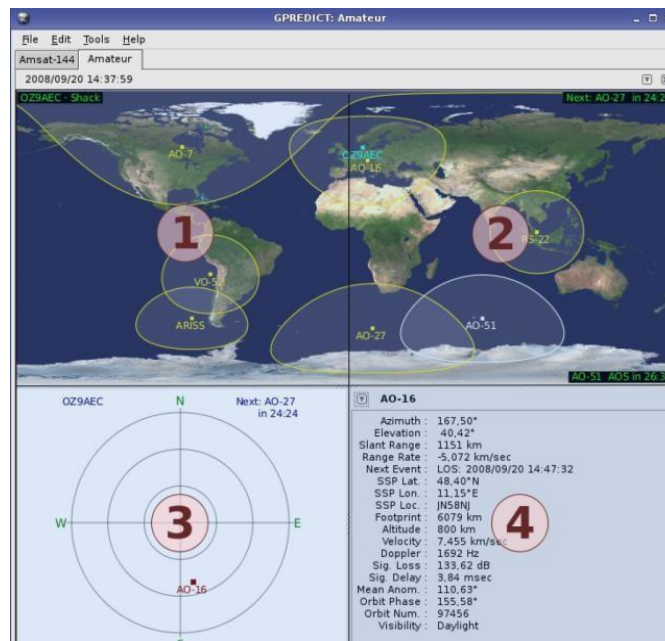 GPREDICT: Amateur
File Edit Tools Help
Amsat-144 Amateur
2008/09/20 14:37:59
OZ9AEC - Shack
Next: AO-27 in 24:2
AO-7
OZ9AEC
AO-16
1
2
RS-22
VO-52
ARISS
AO-27
AO-51
AO-51 AOS in 26:3
OZ9AEC
Next: AO-27
in 24:24
N
W
E
3
AO-16
AO-16
Azimuth : 167,50°
Elevation : 40,42°
Slant Range : 1151 km
Range Rate : -5,072 km/sec
Next Event : LOS: 2008/09/20 14:47:32
SSP Lat. : 48,40°N
SSP Lon. : 11,15°E
SSP Loc. : JN58NJ
Footprint : 6079 km
Altitude : 800 km
Velocity : 7,455 km/sec
Doppler : 1692 Hz
Sig. Loss : 133,62 dB
Sig. Delay : 3,84 msec
Mean Anom. : 110,63°
Orbit Phase : 155,58°
Orbit Num. : 97456
Visibility : Daylight
4